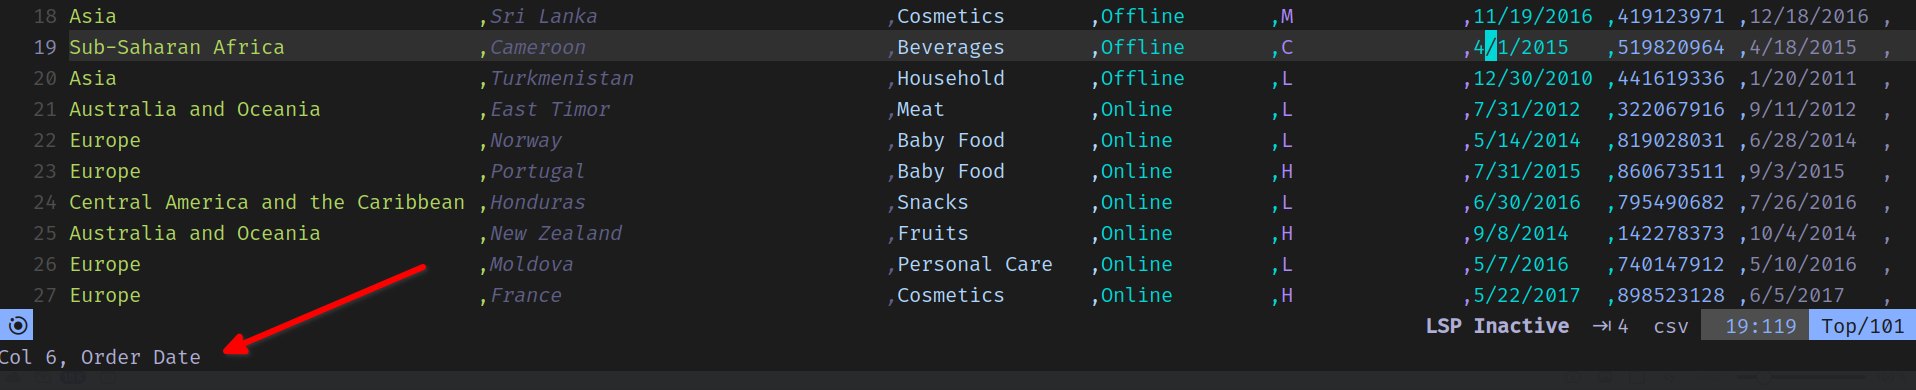 18 Asia ,Sri Lanka ,Cosmetics ,Offline ,M ,11/19/2016 ,419123971 ,12/18/2016 ,
19 Sub-Saharan Africa ,Cameroon ,Beverages ,Offline ,C ,4/1/2015 ,519820964 ,4/18/2015 ,
20 Asia ,Turkmenistan ,Household ,Offline ,L ,12/30/2010 ,441619336 ,1/20/2011 ,
21 Australia and Oceania ,East Timor ,Meat ,Online ,L ,7/31/2012 ,322067916 ,9/11/2012 ,
22 Europe ,Norway ,Baby Food ,Online ,L ,5/14/2014 ,819028031 ,6/28/2014 ,
23 Europe ,Portugal ,Baby Food ,Online ,H ,7/31/2015 ,860673511 ,9/3/2015 ,
24 Central America and the Caribbean ,Honduras ,Snacks ,Online ,L ,6/30/2016 ,795490682 ,7/26/2016 ,
25 Australia and Oceania ,New Zealand ,Fruits ,Online ,H ,9/8/2014 ,142278373 ,10/4/2014 ,
26 Europe ,Moldova ,Personal Care ,Online ,L ,5/7/2016 ,740147912 ,5/10/2016 ,
27 Europe ,France ,Cosmetics ,Online ,H ,5/22/2017 ,898523128 ,6/5/2017 ,
LSP Inactive ⇥ 4 csv 19:119 Top/101
Col 6, Order Date